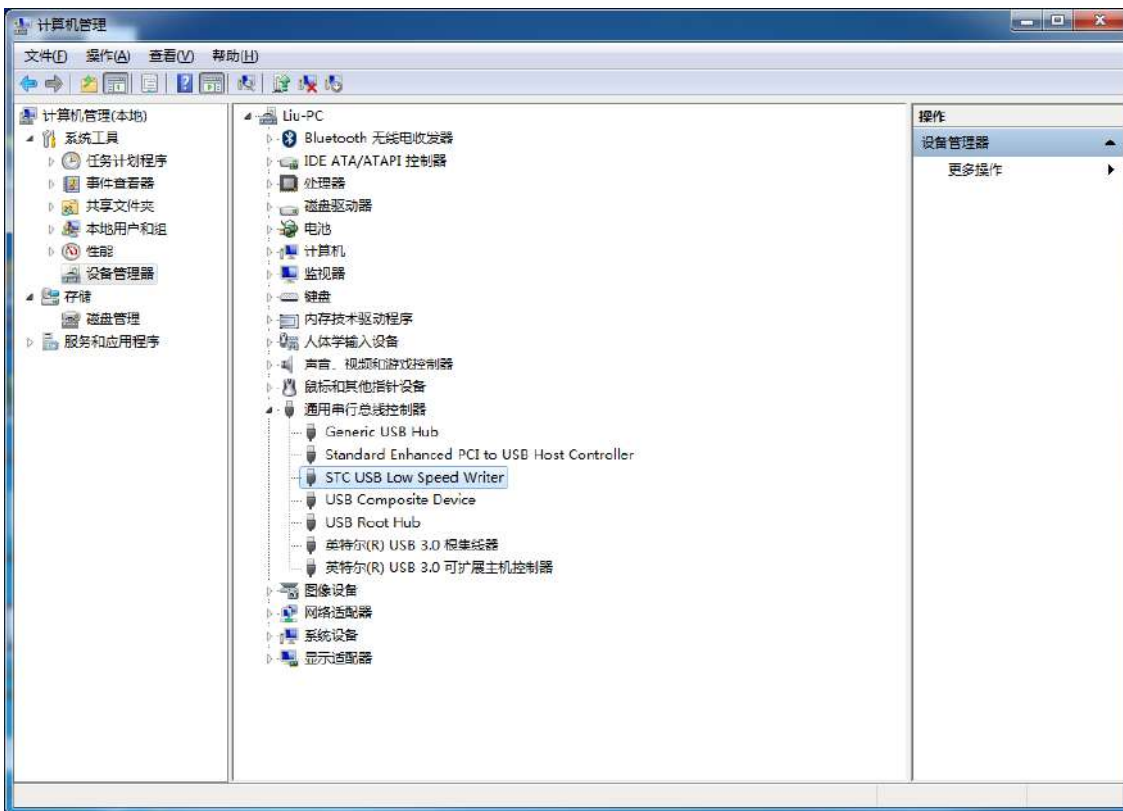 计算机管理
文件(F) 操作(A) 查看(V) 帮助(H)
计算机管理(本地)
系统工具
任务计划程序
事件查看器
共享文件夹
本地用户和组
性能
设备管理器
存储
磁盘管理
服务和应用程序
Liu-PC
Bluetooth 无线电收发器
IDE ATA/ATAPI 控制器
处理器
磁盘驱动器
电池
计算机
监视器
键盘
内存技术驱动程序
人体学输入设备
声音、视频和游戏控制器
鼠标和其他指针设备
通用串行总线控制器
Generic USB Hub
Standard Enhanced PCI to USB Host Controller
STC USB Low Speed Writer
USB Composite Device
USB Root Hub
英特尔(R) USB 3.0 根集线器
英特尔(R) USB 3.0 可扩展主机控制器
图像设备
网络适配器
系统设备
显示适配器
操作
设备管理器
更多操作